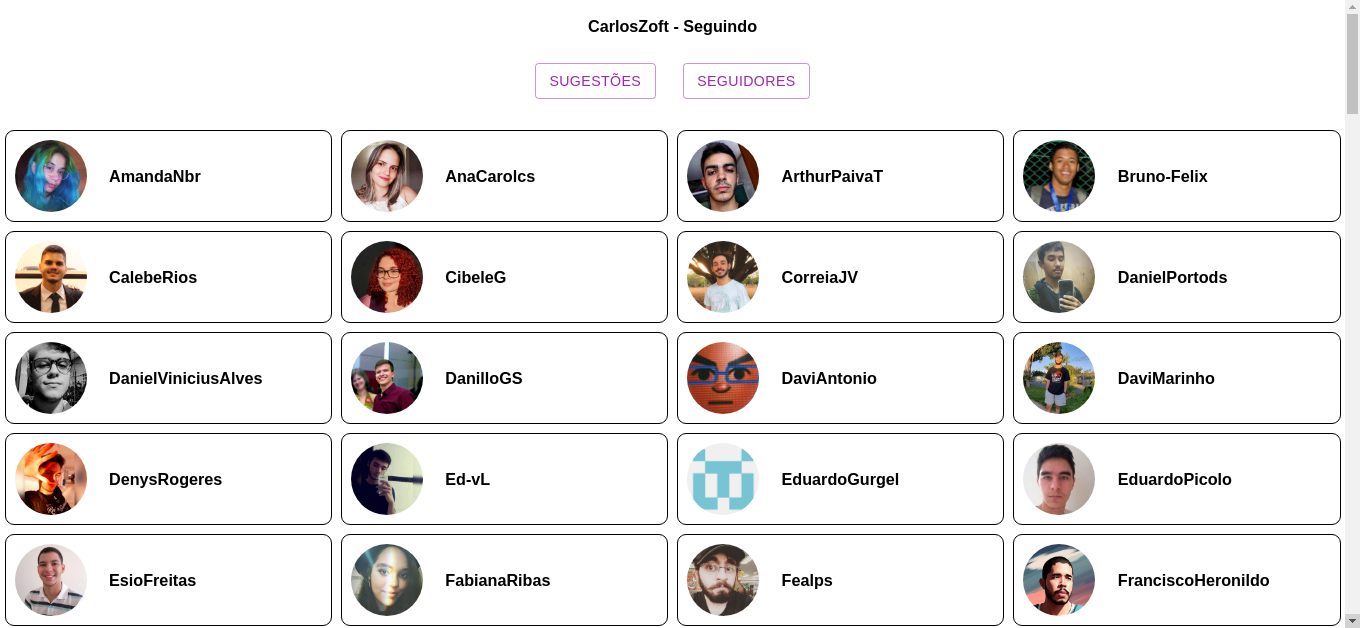 CarlosZoft - Seguindo
SUGESTÕES SEGUIDORES
AmandaNbr AnaCarolcs ArthurPaivaT Bruno-Felix
CalebeRios CibeleG CorreiaJV DanielPortods
DanielViniciusAlves DanilloGS DaviAntonio DaviMarinho
DenysRogeres Ed-vL EduardoGurgel EduardoPicolo
EsioFreitas FabianaRibas Fealps FranciscoHeronildo